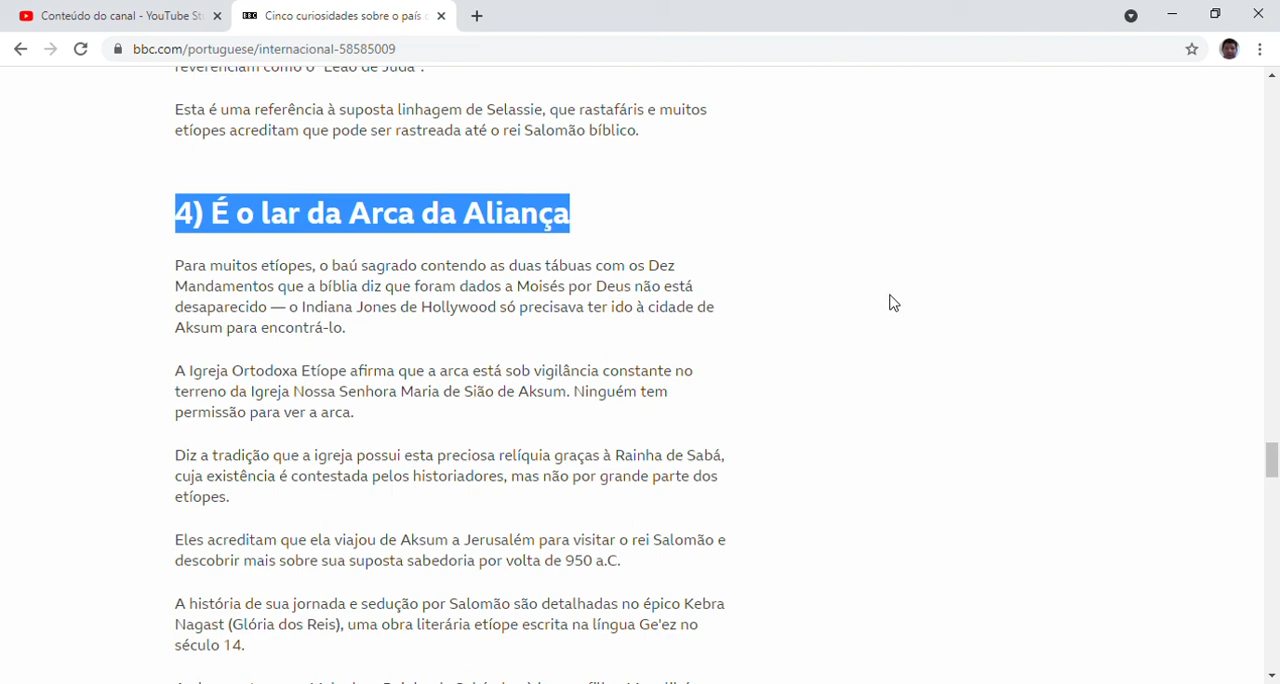 Conteúdo do canal - YouTube St
Cinco curiosidades sobre o país
bbc.com/portuguese/internacional-58585009
reverenciam como o "Leão de Judá".
Esta é uma referência à suposta linhagem de Selassie, que rastafáris e muitos
etíopes acreditam que pode ser rastreada até o rei Salomão bíblico.
4) É o lar da Arca da Aliança
Para muitos etíopes, o baú sagrado contendo as duas tábuas com os Dez
Mandamentos que a bíblia diz que foram dados a Moisés por Deus não está
desaparecido — o Indiana Jones de Hollywood só precisava ter ido à cidade de
Aksum para encontrá-lo.
A Igreja Ortodoxa Etíope afirma que a arca está sob vigilância constante no
terreno da Igreja Nossa Senhora Maria de Sião de Aksum. Ninguém tem
permissão para ver a arca.
Diz a tradição que a igreja possui esta preciosa relíquia graças à Rainha de Sabá,
cuja existência é contestada pelos historiadores, mas não por grande parte dos
etíopes.
Eles acreditam que ela viajou de Aksum a Jerusalém para visitar o rei Salomão e
descobrir mais sobre sua suposta sabedoria por volta de 950 a.C.
A história de sua jornada e sedução por Salomão são detalhadas no épico Kebra
Nagast (Glória dos Reis), uma obra literária etíope escrita na língua Ge'ez no
século 14.